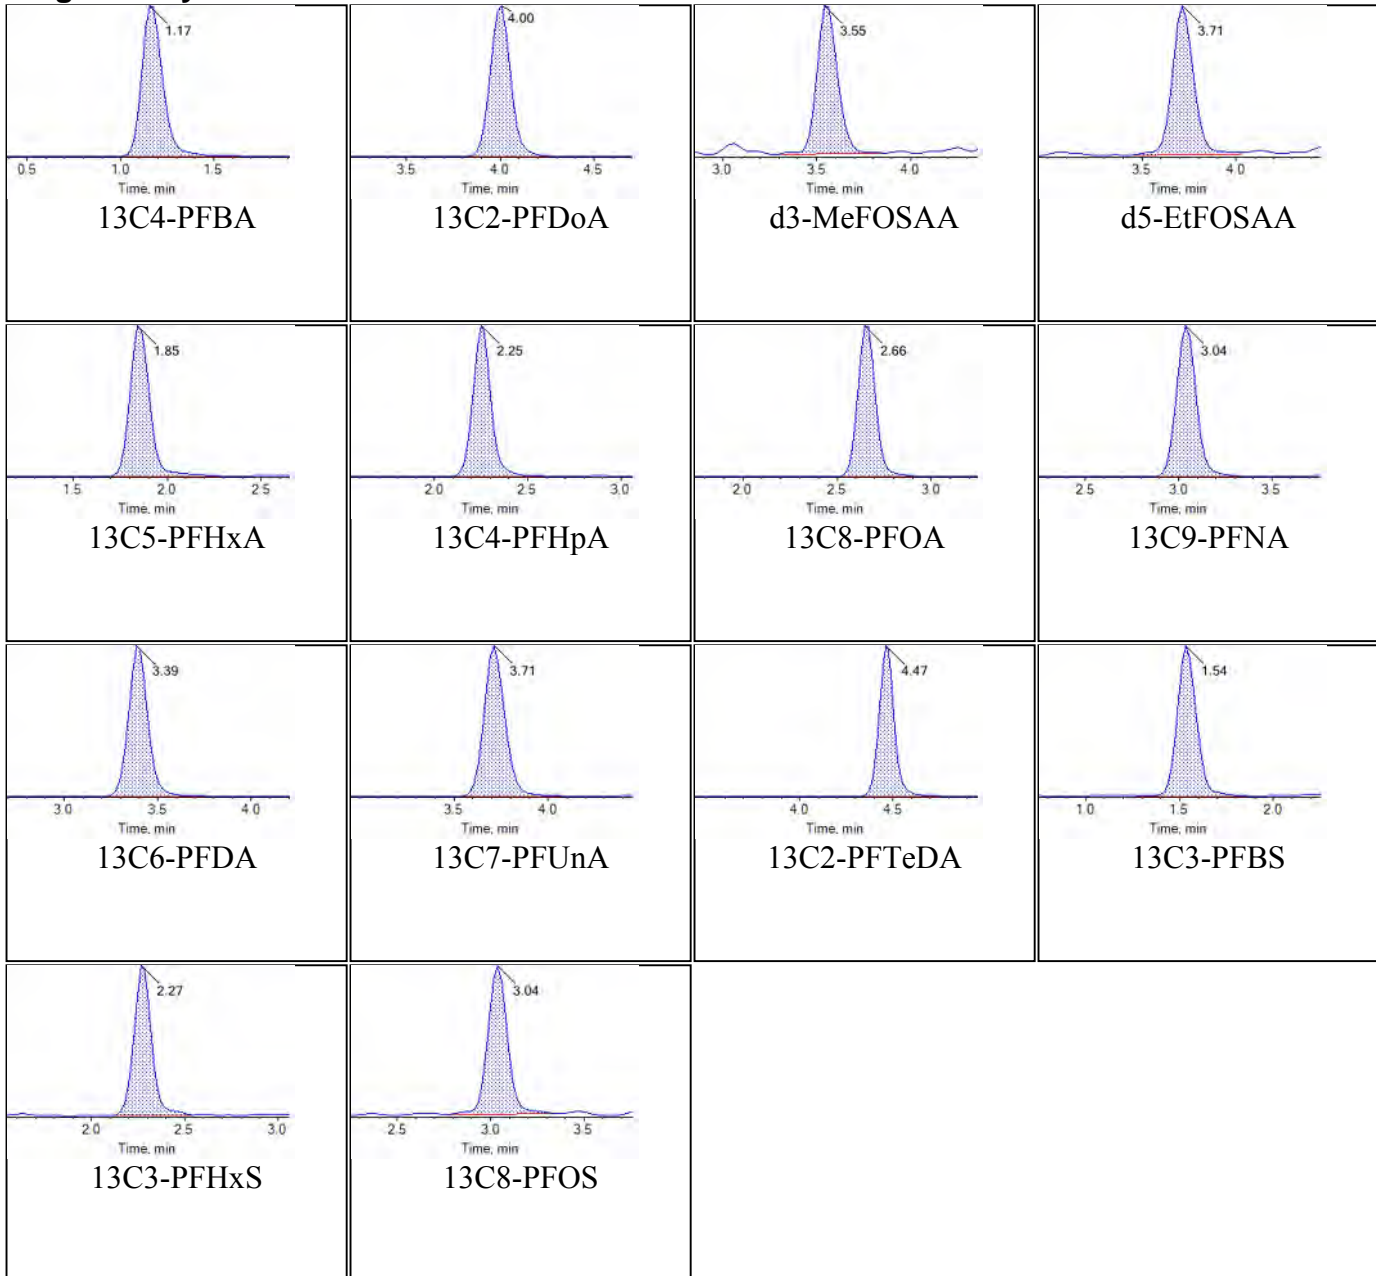 1.17
0.5 1.0 1.5
Time, min
13C4-PFBA
4.00
3.5 4.0 4.5
Time, min
13C2-PFDoA
3.55
3.0 3.5 4.0
Time, min
d3-MeFOSAA
3.71
3.5 4.0
Time, min
d5-EtFOSAA
1.85
1.5 2.0 2.5
Time, min
13C5-PFHxA
2.25
2.0 2.5 3.0
Time, min
13C4-PFHpA
2.66
2.0 2.5 3.0
Time, min
13C8-PFOA
3.04
2.5 3.0 3.5
Time, min
13C9-PFNA
3.39
3.0 3.5 4.0
Time, min
13C6-PFDA
3.71
3.5 4.0
Time, min
13C7-PFUnA
4.47
4.0 4.5
Time, min
13C2-PFTeDA
1.54
1.0 1.5 2.0
Time, min
13C3-PFBS
2.27
2.0 2.5 3.0
Time, min
13C3-PFHxS
3.04
2.5 3.0 3.5
Time, min
13C8-PFOS